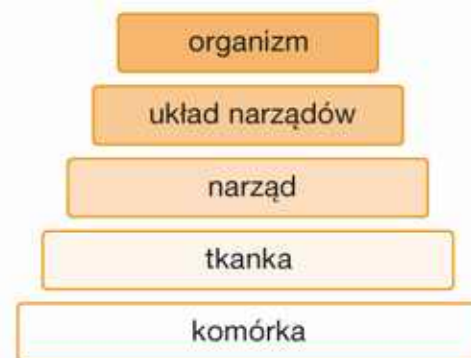 organizm
układ narządów
narząd
tkanka
komórka